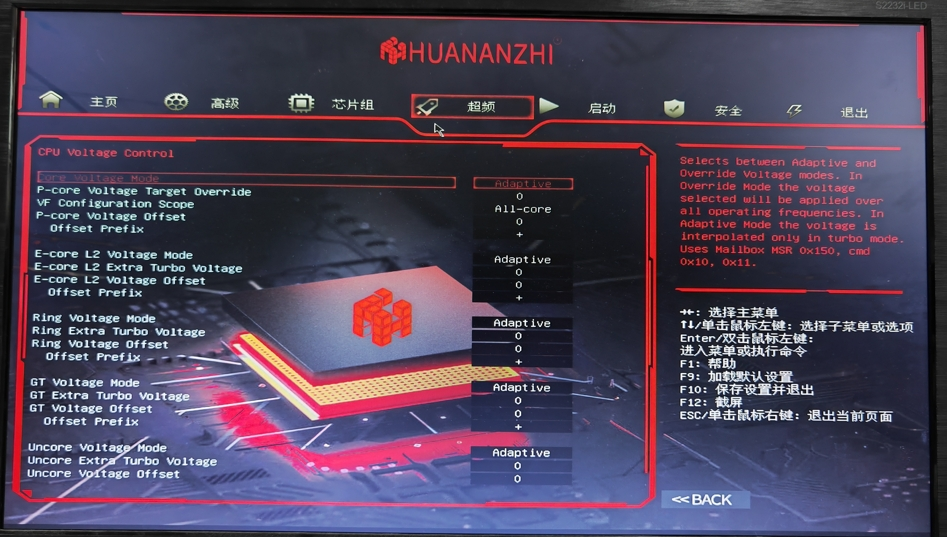 S2232I-LED
HUANANZHI
主页 高级 芯片组 超频 启动 安全 退出
CPU Voltage Control
Core Voltage Mode Adaptive
P-core Voltage Target Override 0
VF Configuration Scope All-core
P-core Voltage Offset 0
Offset Prefix +
E-core L2 Voltage Mode Adaptive
E-core L2 Extra Turbo Voltage 0
E-core L2 Voltage Offset 0
Offset Prefix +
Ring Voltage Mode Adaptive
Ring Extra Turbo Voltage 0
Ring Voltage Offset 0
Offset Prefix +
GT Voltage Mode Adaptive
GT Extra Turbo Voltage 0
GT Voltage Offset 0
Offset Prefix +
Uncore Voltage Mode Adaptive
Uncore Extra Turbo Voltage 0
Uncore Voltage Offset 0
Selects between Adaptive and
Override Voltage modes. In
Override Mode the voltage
selected will be applied over
all operating frequencies. In
Adaptive Mode the voltage is
interpolated only in turbo mode.
Uses Mailbox MSR 0x150, cmd
0x10, 0x11.
→←: 选择主菜单
↑↓/单击鼠标左键: 选择子菜单或选项
Enter/双击鼠标左键:
进入菜单或执行命令
F1: 帮助
F9: 加载默认设置
F10: 保存设置并退出
F12: 截屏
ESC/单击鼠标右键: 退出当前页面
<<BACK